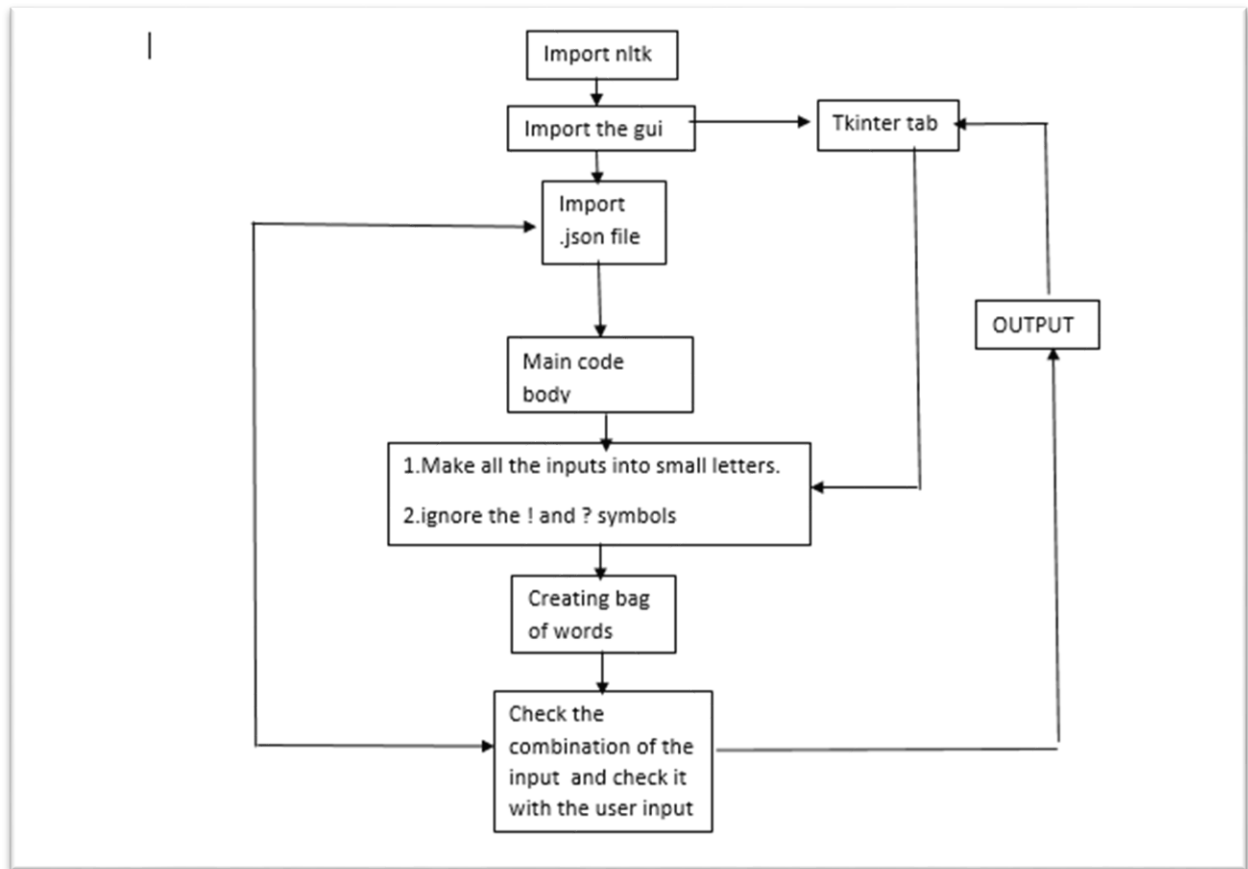 Import nltk
Import the gui
Tkinter tab
Import
.json file
OUTPUT
Main code
body
1.Make all the inputs into small letters.
2.ignore the ! and ? symbols
Creating bag
of words
Check the
combination of the
input and check it
with the user input